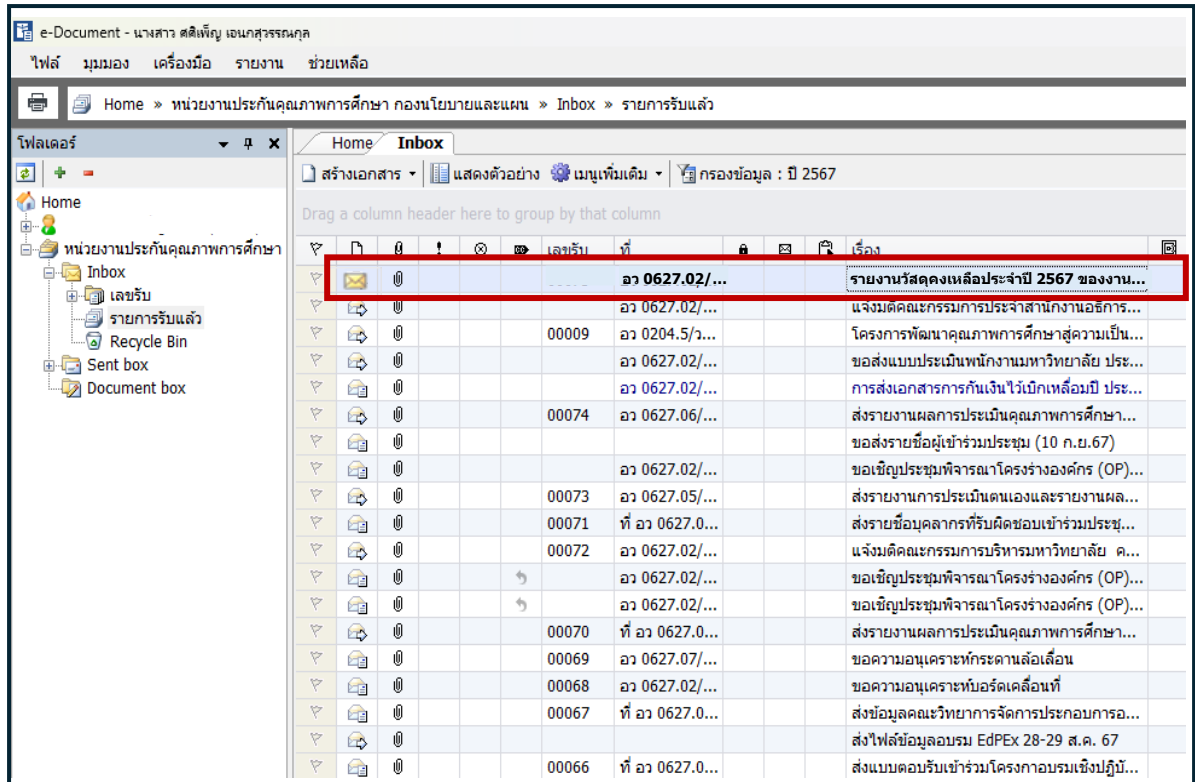 e-Document - นางสาว สติเพ็ญ เอนกสุวรรณกุล
ไฟล์ มุมมอง เครื่องมือ รายงาน ช่วยเหลือ
Home » หน่วยงานประกันคุณภาพการศึกษา กองนโยบายและแผน » Inbox » รายการรับแล้ว
โฟลเดอร์
Home Inbox
สร้างเอกสาร แสดงตัวอย่าง เมนูเพิ่มเติม กรองข้อมูล : ปี 2567
Home
Drag a column header here to group by that column
หน่วยงานประกันคุณภาพการศึกษา
Inbox
เลขรับ
รายการรับแล้ว
Recycle Bin
Sent box
Document box
เลขรับ ที่ เรื่อง
อว 0627.02/... รายงานวัสดุคงเหลือประจำปี 2567 ของงาน...
อว 0627.02/... แจ้งมติคณะกรรมการประจำสำนักงานอธิการ...
00009 อว 0204.5/ว... โครงการพัฒนาคุณภาพการศึกษาสู่ความเป็น...
อว 0627.02/... ขอส่งแบบประเมินพนักงานมหาวิทยาลัย ประ...
อว 0627.02/... การส่งเอกสารการกันเงินไว้เบิกเหลื่อมปี ประ...
00074 อว 0627.06/... ส่งรายงานผลการประเมินคุณภาพการศึกษา...
ขอส่งรายชื่อผู้เข้าร่วมประชุม (10 ก.ย.67)
อว 0627.02/... ขอเชิญประชุมพิจารณาโครงร่างองค์กร (OP)...
00073 อว 0627.05/... ส่งรายงานการประเมินตนเองและรายงานผล...
00071 ที่ อว 0627.0... ส่งรายชื่อบุคลากรที่รับผิดชอบเข้าร่วมประชุ...
00072 อว 0627.02/... แจ้งมติคณะกรรมการบริหารมหาวิทยาลัย ค...
อว 0627.02/... ขอเชิญประชุมพิจารณาโครงร่างองค์กร (OP)...
อว 0627.02/... ขอเชิญประชุมพิจารณาโครงร่างองค์กร (OP)...
00070 ที่ อว 0627.0... ส่งรายงานผลการประเมินคุณภาพการศึกษา...
00069 อว 0627.07/... ขอความอนุเคราะห์กระดานล้อเลื่อน
00068 อว 0627.02/... ขอความอนุเคราะห์บอร์ดเคลื่อนที่
00067 ที่ อว 0627.0... ส่งข้อมูลคณะวิทยาการจัดการประกอบการอ...
ส่งไฟล์ข้อมูลอบรม EdPEx 28-29 ส.ค. 67
00066 ที่ อว 0627.0... ส่งแบบตอบรับเข้าร่วมโครงกาอบรมเชิงปฏิบั...